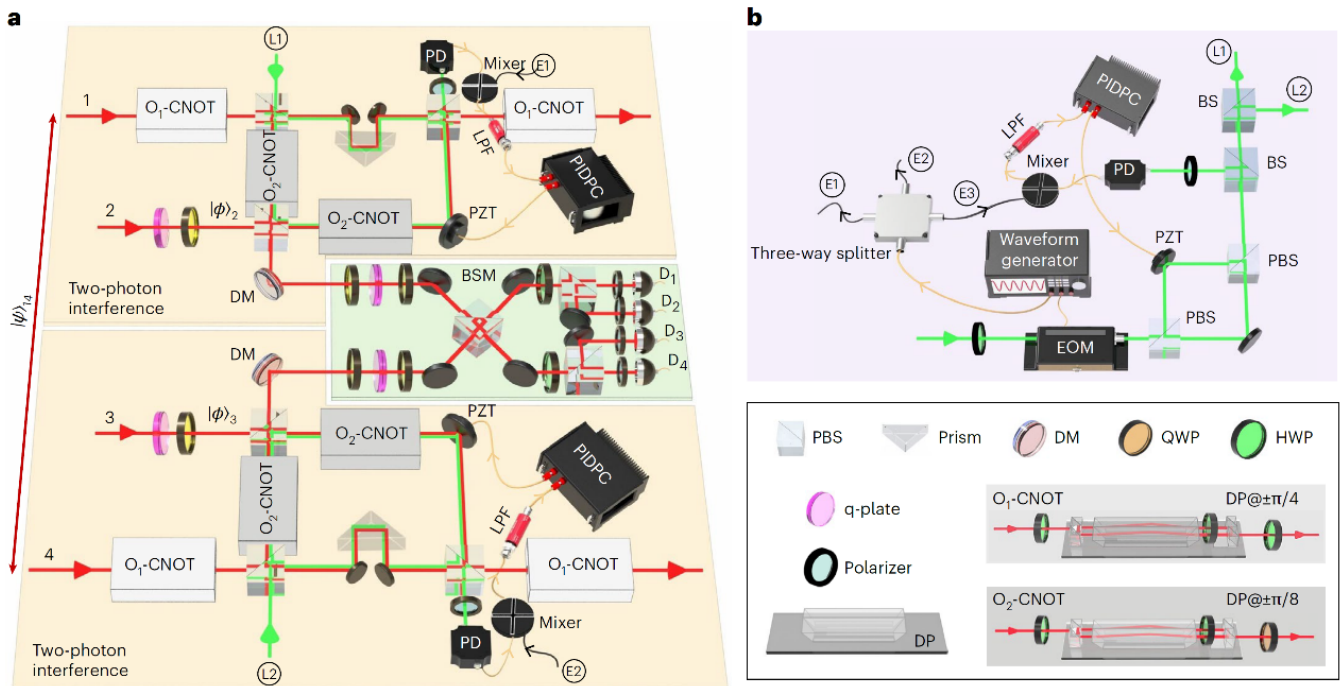 a
L1
PD
Mixer
E1
1
O₁-CNOT
O₁-CNOT
LPF
PIDPC
O₂-CNOT
2
|ϕ⟩₂
O₂-CNOT
PZT
DM
Two-photon
interference
BSM
D₁
D₂
D₃
D₄
|ψ⟩₁₄
DM
3
|ϕ⟩₃
O₂-CNOT
PZT
O₂-CNOT
PIDPC
LPF
4
O₁-CNOT
O₁-CNOT
Mixer
PD
E2
L2
Two-photon
interference
b
L1
PIDPC
BS
L2
LPF
Mixer
PD
BS
E2
E1
E3
Three-way splitter
Waveform
generator
PZT
PBS
PBS
EOM
PBS
Prism
DM
QWP
HWP
q-plate
O₁-CNOT
DP@±π/4
Polarizer
O₂-CNOT
DP@±π/8
DP